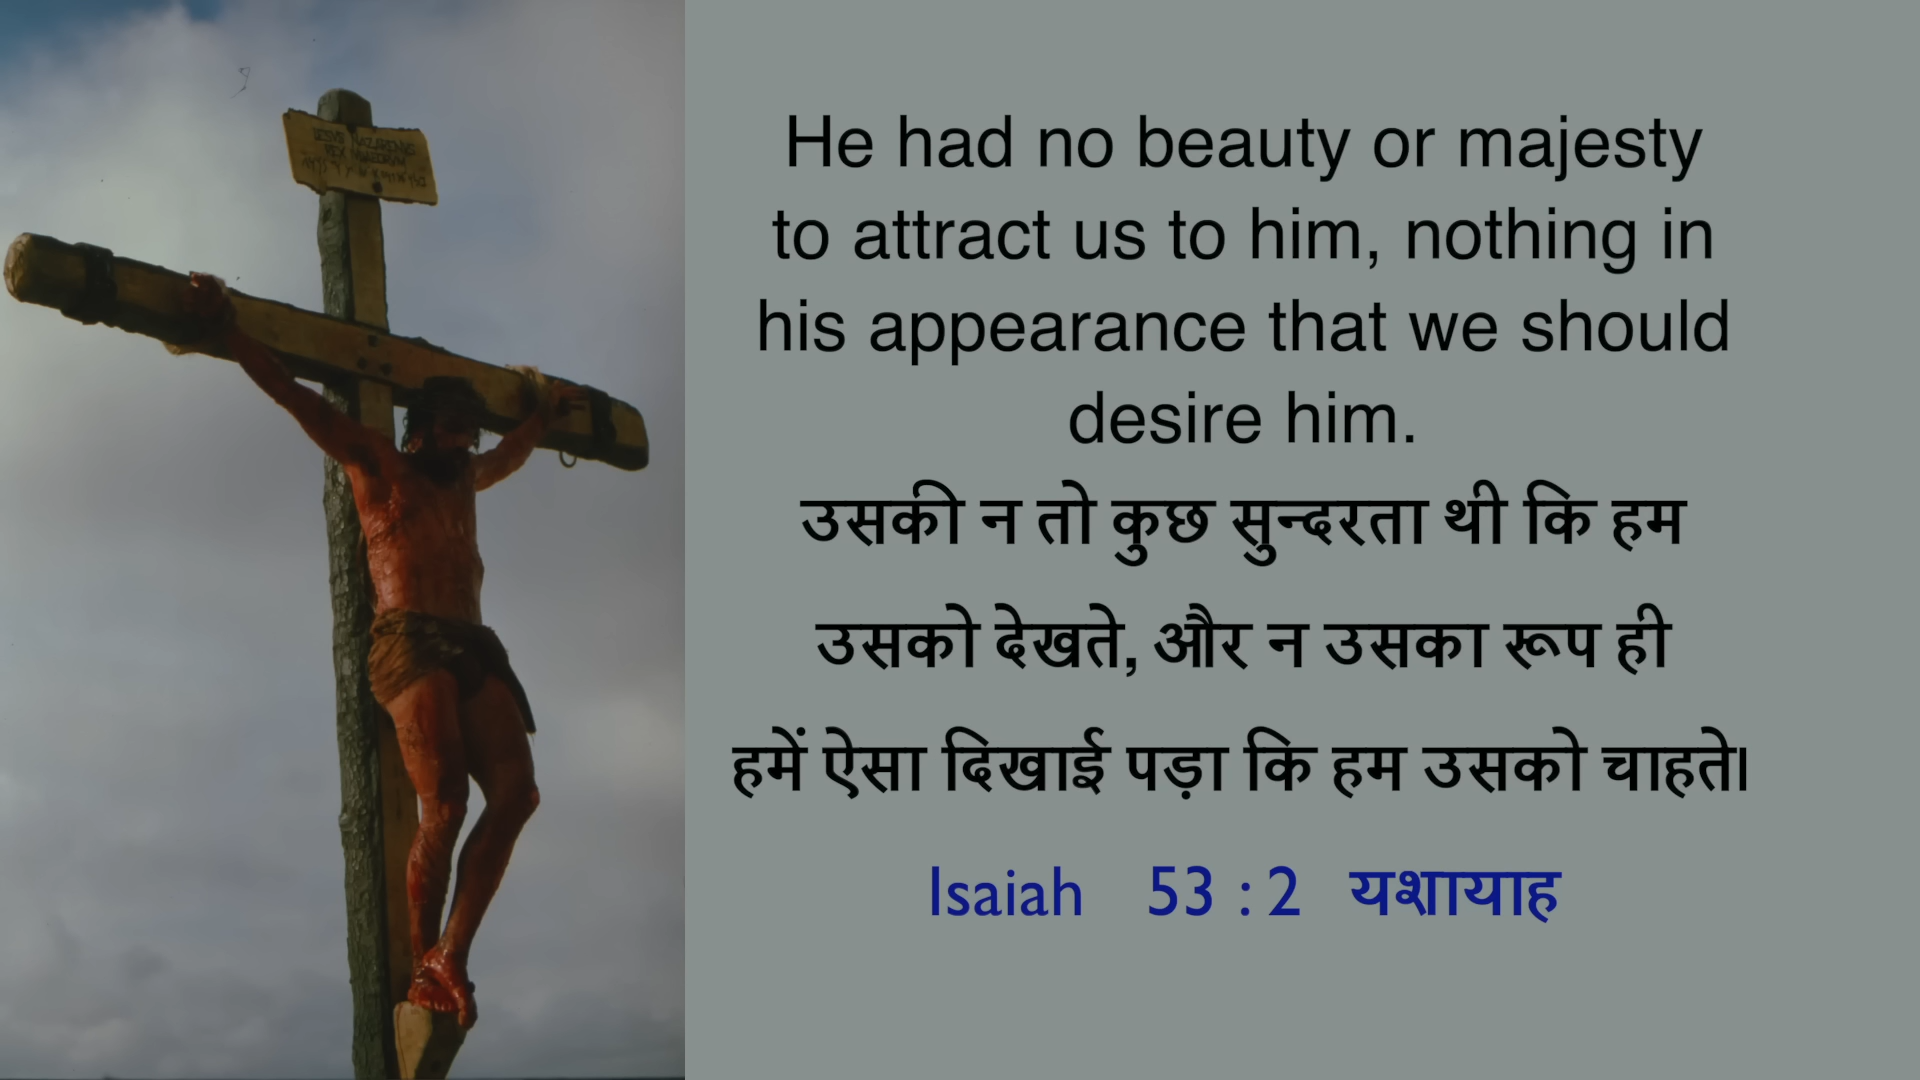 He had no beauty or majesty
to attract us to him, nothing in
his appearance that we should
desire him.
उसकी न तो कुछ सुन्दरता थी कि हम
उसको देखते, और न उसका रूप ही
हमें ऐसा दिखाई पड़ा कि हम उसको चाहते।
Isaiah 53 : 2 यशायाह